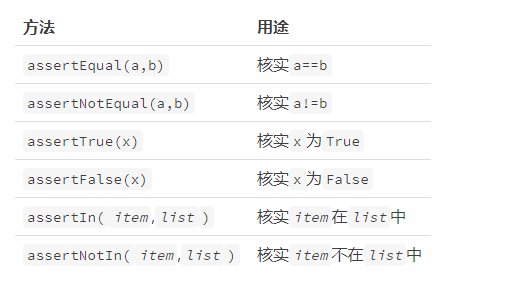 方法 用途
assertEqual(a,b) 核实 a==b
assertNotEqual(a,b) 核实 a!=b
assertTrue(x) 核实 x 为 True
assertFalse(x) 核实 x 为 False
assertIn( item,list ) 核实 item 在 list 中
assertNotIn( item,list ) 核实 item 不在 list 中